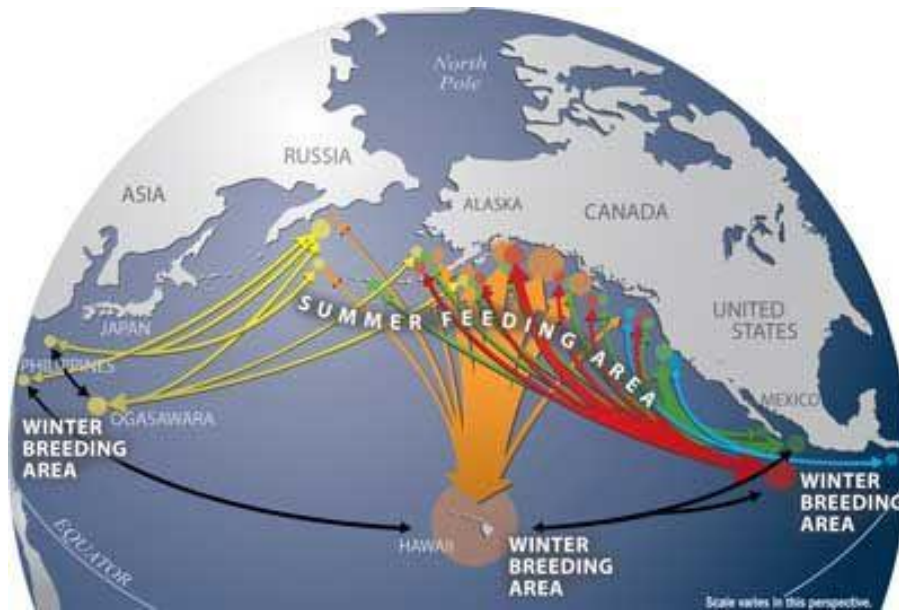 North
Pole
RUSSIA
ASIA
ALASKA
CANADA
UNITED
STATES
JAPAN
PHILIPPINES
OGASAWARA
MEXICO
SUMMER FEEDING AREA
WINTER
BREEDING
AREA
WINTER
BREEDING
AREA
HAWAII
WINTER
BREEDING
AREA
EQUATOR
Scale varies in this perspective.